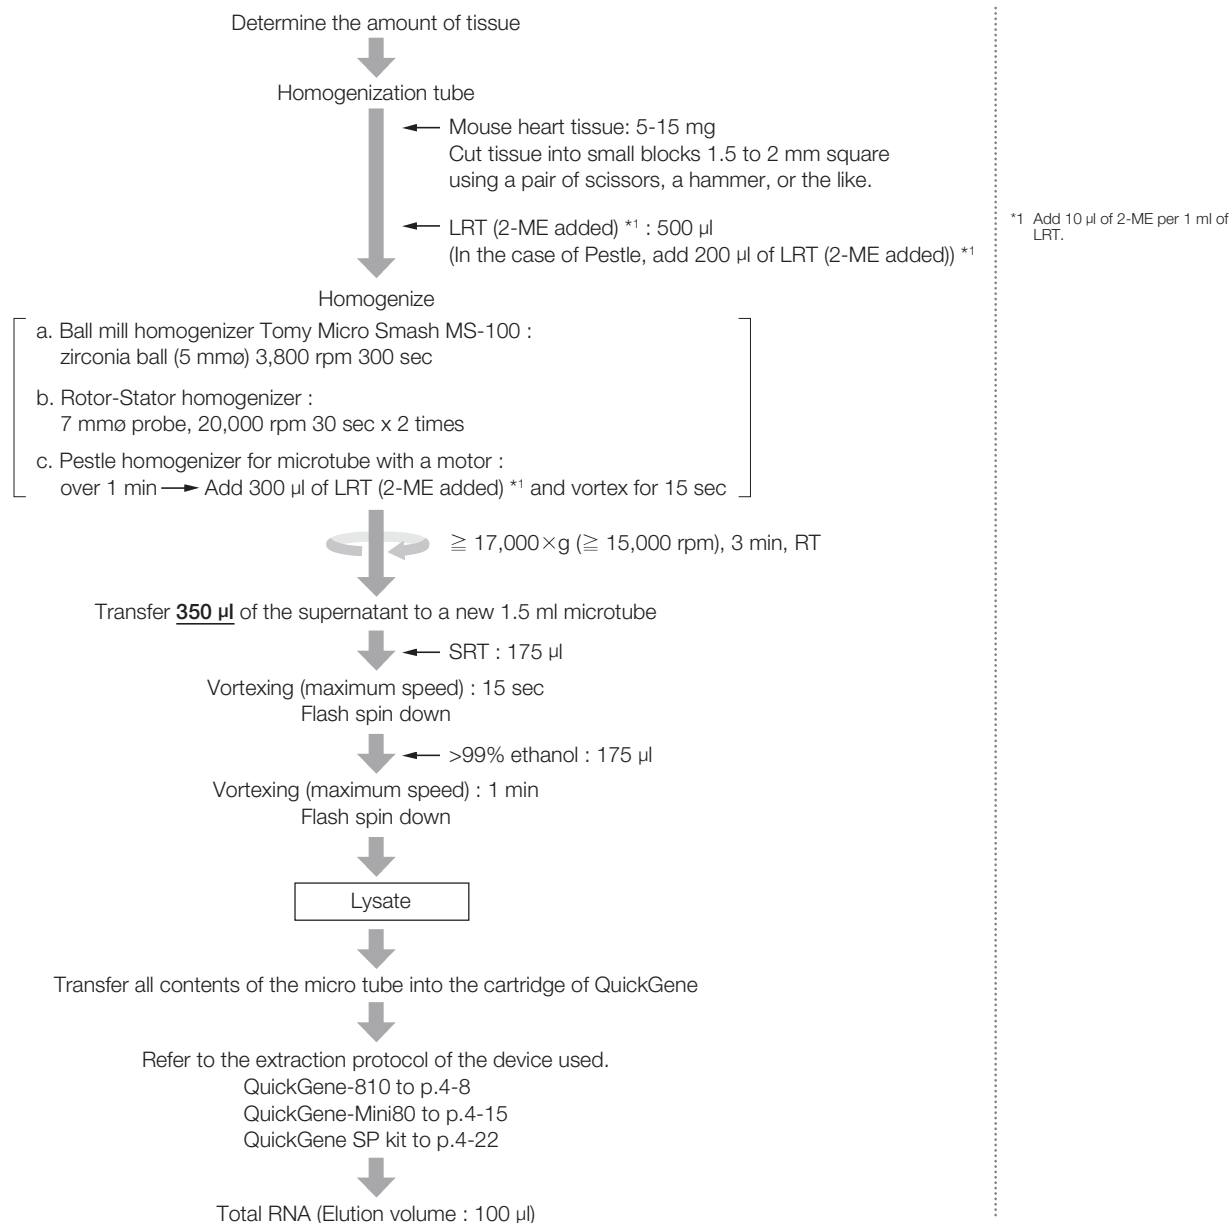 Determine the amount of tissue
Homogenization tube
Mouse heart tissue: 5-15 mg
Cut tissue into small blocks 1.5 to 2 mm square
using a pair of scissors, a hammer, or the like.
LRT (2-ME added) *1 : 500 µl
(In the case of Pestle, add 200 µl of LRT (2-ME added)) *1
*1 Add 10 µl of 2-ME per 1 ml of
LRT.
Homogenize
a. Ball mill homogenizer Tomy Micro Smash MS-100 :
zirconia ball (5 mmø) 3,800 rpm 300 sec
b. Rotor-Stator homogenizer :
7 mmø probe, 20,000 rpm 30 sec x 2 times
c. Pestle homogenizer for microtube with a motor :
over 1 min → Add 300 µl of LRT (2-ME added) *1 and vortex for 15 sec
≧ 17,000×g (≧ 15,000 rpm), 3 min, RT
Transfer 350 µl of the supernatant to a new 1.5 ml microtube
SRT : 175 µl
Vortexing (maximum speed) : 15 sec
Flash spin down
>99% ethanol : 175 µl
Vortexing (maximum speed) : 1 min
Flash spin down
Lysate
Transfer all contents of the micro tube into the cartridge of QuickGene
Refer to the extraction protocol of the device used.
QuickGene-810 to p.4-8
QuickGene-Mini80 to p.4-15
QuickGene SP kit to p.4-22
Total RNA (Elution volume : 100 µl)